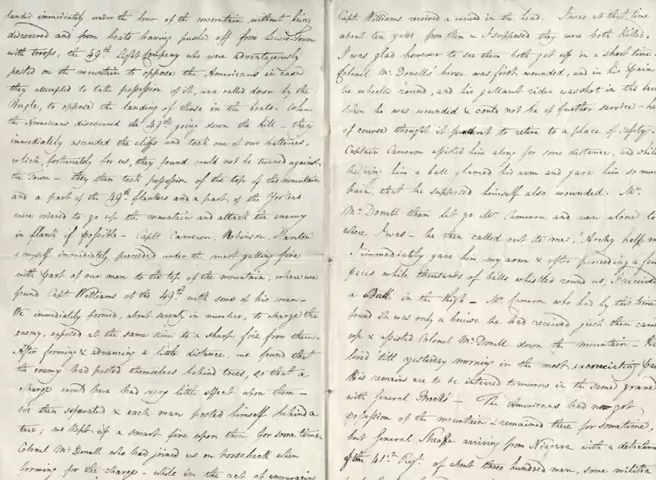 landed immediately under the brow of the mountain without being
discovered and from boats having pushed off from Lewis Town
with troops, the 49th Light Company who were advantageously
posted on the mountain to oppose the Americans in case
they attempted to take possession of it, was called down by the
Bugle, to oppose the landing of those in the boats. When
the Americans discovered the 49th going down the hill - they
immediately ascended the cliffs and took one of our batteries,
which fortunately for us, they found could not be turned against
the Town - they then took possession of the top of the mountain
and a part of the 49th flankers and a part of the Yorkers
were ordered to go up the mountain and attack the enemy
in flank if possible - Captns Cameron, Robinson, Stanton
& myself immediately proceeded under the most galling fire
with part of our men to the top of the mountain, where we
found Capt Williams of the 49th with some of his men.
We immediately formed, about seventy in number, to charge the
enemy, exposed at the same time to a sharp fire from them.
After forming & advancing a little distance, we found that
the enemy had posted themselves behind trees, so that a
charge could have had very little effect upon them -
we then separated & each man posted himself behind a
tree; we kept up a smart fire upon them for some time.
Colonel McDonell who had joined us on horseback when
forming for the charge - while in the act of encouraging
Capt. Williams received a wound in the head. I was at that time
about ten yards from them & I supposed they were both killed.
I was glad however to see them both get up in a short time.
Colonel McDonell's horse was first wounded, and in his pain
he wheeled round, and his gallant rider was shot in the back
when he was wounded & could not be of further service - he
of course thought it prudent to retire to a place of safety.
Captain Cameron assisted him along for some distance, and while
helping him a ball glanced his arm and gave him so much
pain, that he supposed himself also wounded. Mr.
McDonell then let go Mr Cameron and ran alone to
where I was - he then called out to me, "Archy help me"
I immediately gave him my arm & after proceeding a few
paces while thousands of balls whistled round us, I received
a Ball in the thigh - Mr. Cameron who had by this time
found it was only a bruise he had received just then came
up & assisted Colonel McDonell down the mountain - He
lived till yesterday morning in the most excruciating pain
His remains are to be interred tomorrow in the same grave
with General Brock's - The Americans had now got
possession of the mountain & remained there for some time,
but General Sheaffe arriving from Niagara with a detachment
of the 41st Regt. of about three hundred men, some militia